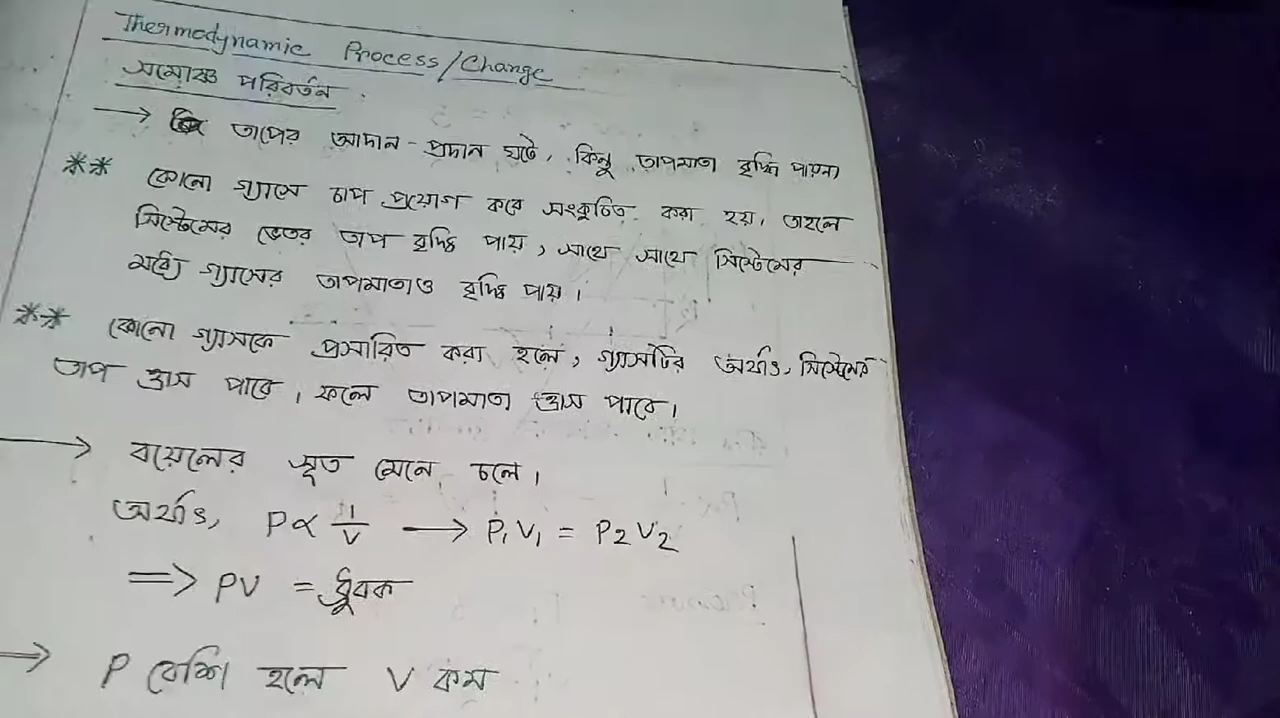 Thermodynamic Process/Change
সমোষ্ণ পরিবর্তন
→ তাপের আদান-প্রদান ঘটে, কিন্তু তাপমাত্রা বৃদ্ধি পায়না
** কোনো গ্যাসে চাপ প্রয়োগ করে সংকুচিত করা হয়, তাহলে
সিস্টেমের ভেতর তাপ বৃদ্ধি পায়, সাথে সাথে সিস্টেমের
মধ্যে গ্যাসের তাপমাত্রাও বৃদ্ধি পায়।
** কোনো গ্যাসকে প্রসারিত করা হলে, গ্যাসটির অর্থাৎ, সিস্টেমের
তাপ হ্রাস পাবে। ফলে তাপমাত্রা হ্রাস পাবে।
→ বয়েলের সূত্র মেনে চলে।
অর্থাৎ, P ∝ 1/V → P₁V₁ = P₂V₂
⇒ PV = ধ্রুবক
⇒ P বেশি হলে V কম